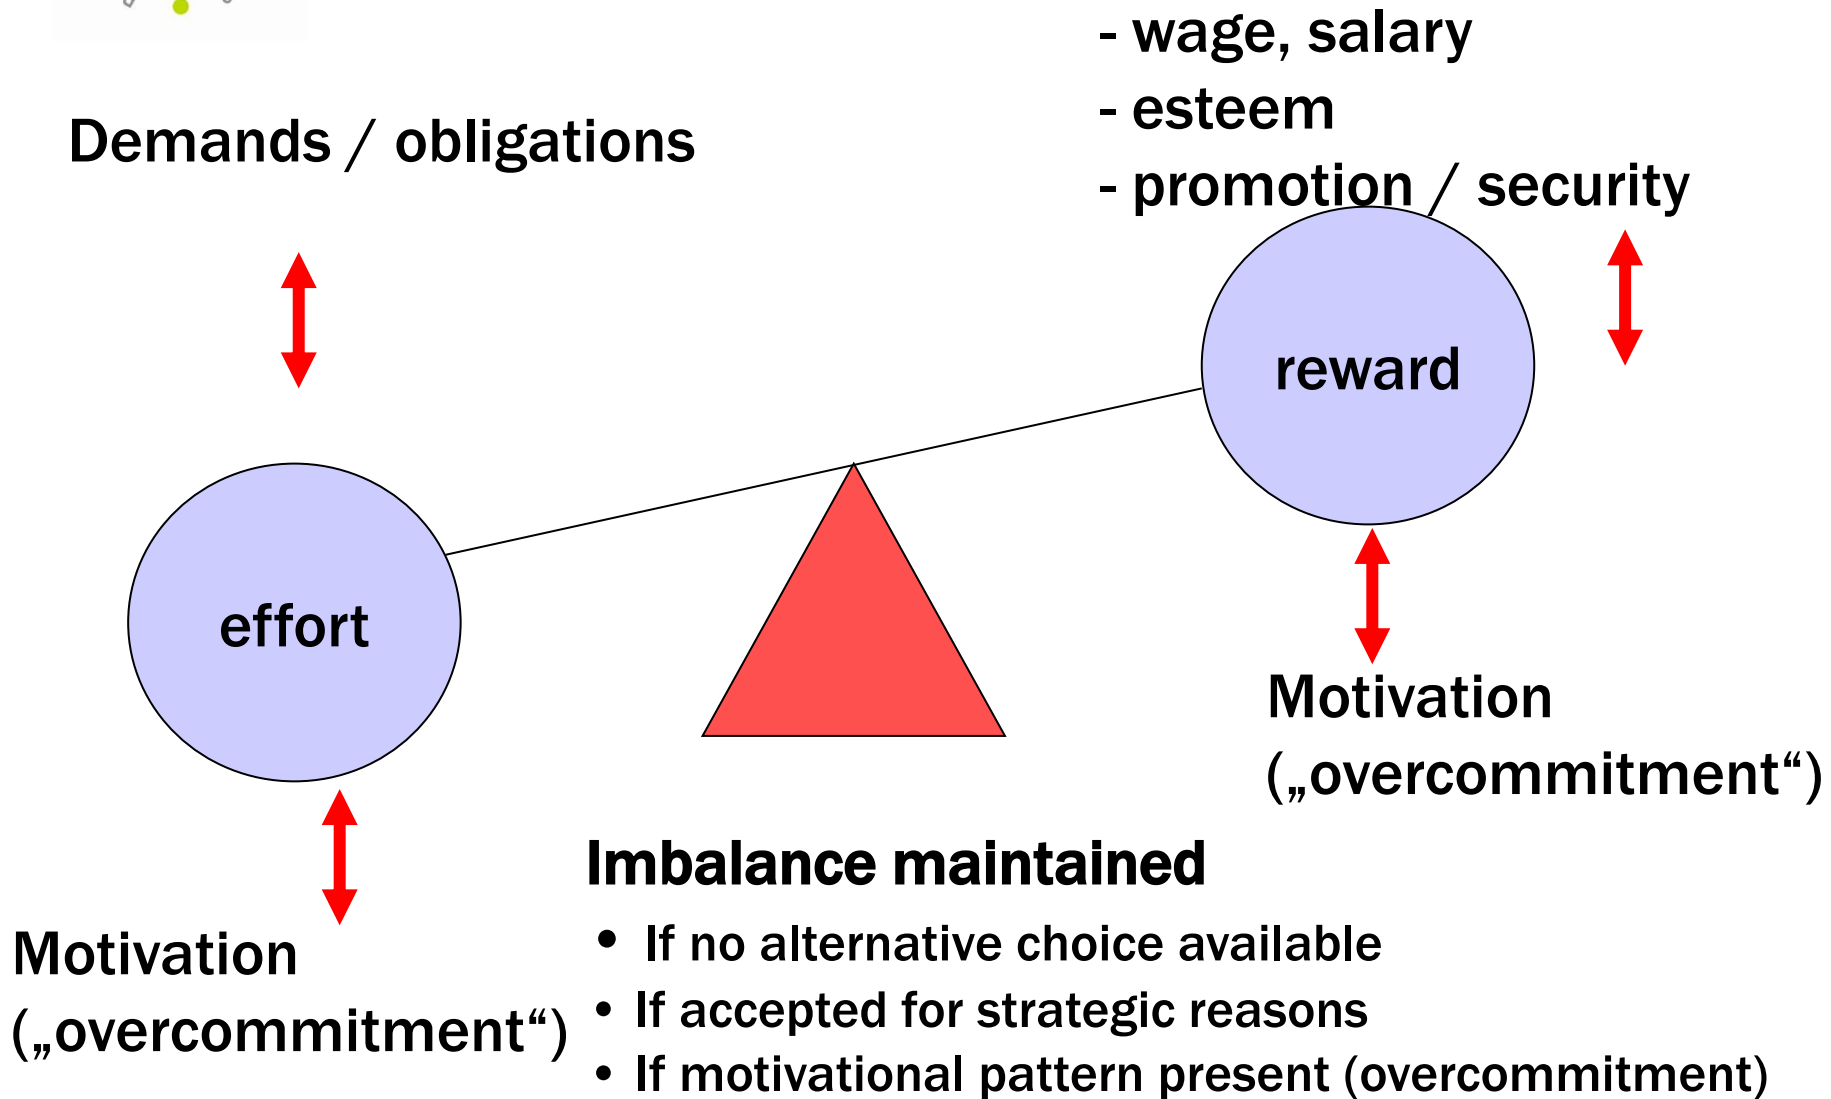 - wage, salary
- esteem
- promotion / security
Demands / obligations
reward
effort
Motivation
(„overcommitment“)
Motivation
(„overcommitment“)
Imbalance maintained
• If no alternative choice available
• If accepted for strategic reasons
• If motivational pattern present (overcommitment)